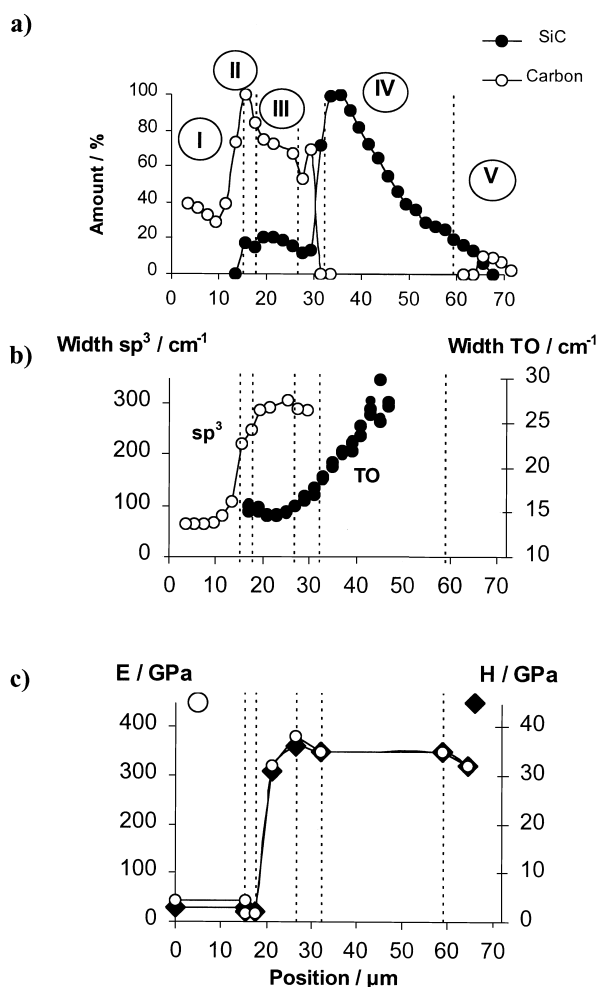 a)
SiC
Carbon
I
II
III
IV
V
Amount / %
100
80
60
40
20
0
0 10 20 30 40 50 60 70
b)
Width sp³ / cm⁻¹
Width TO / cm⁻¹
300
200
100
0
sp³
TO
30
25
20
15
10
0 10 20 30 40 50 60 70
c)
E / GPa
H / GPa
400
300
200
100
0
40
30
20
10
0
0 10 20 30 40 50 60 70
Position / µm